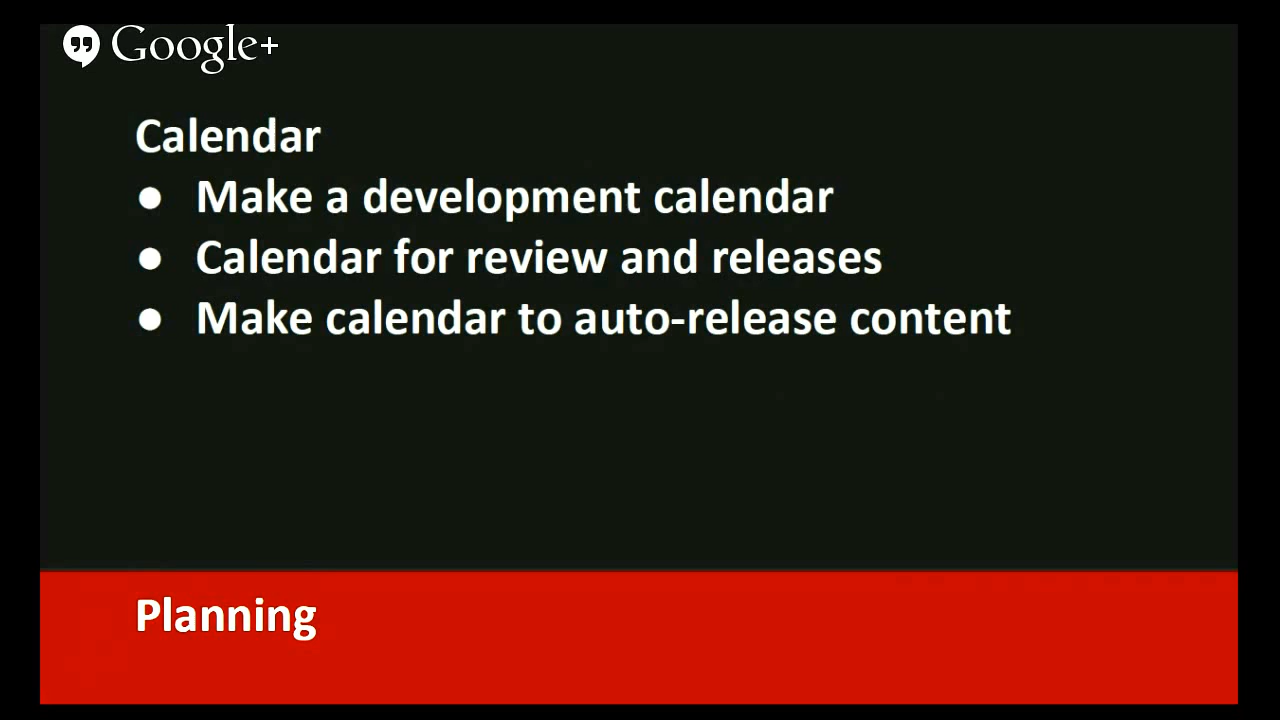 Google+
Calendar
● Make a development calendar
● Calendar for review and releases
● Make calendar to auto-release content
Planning